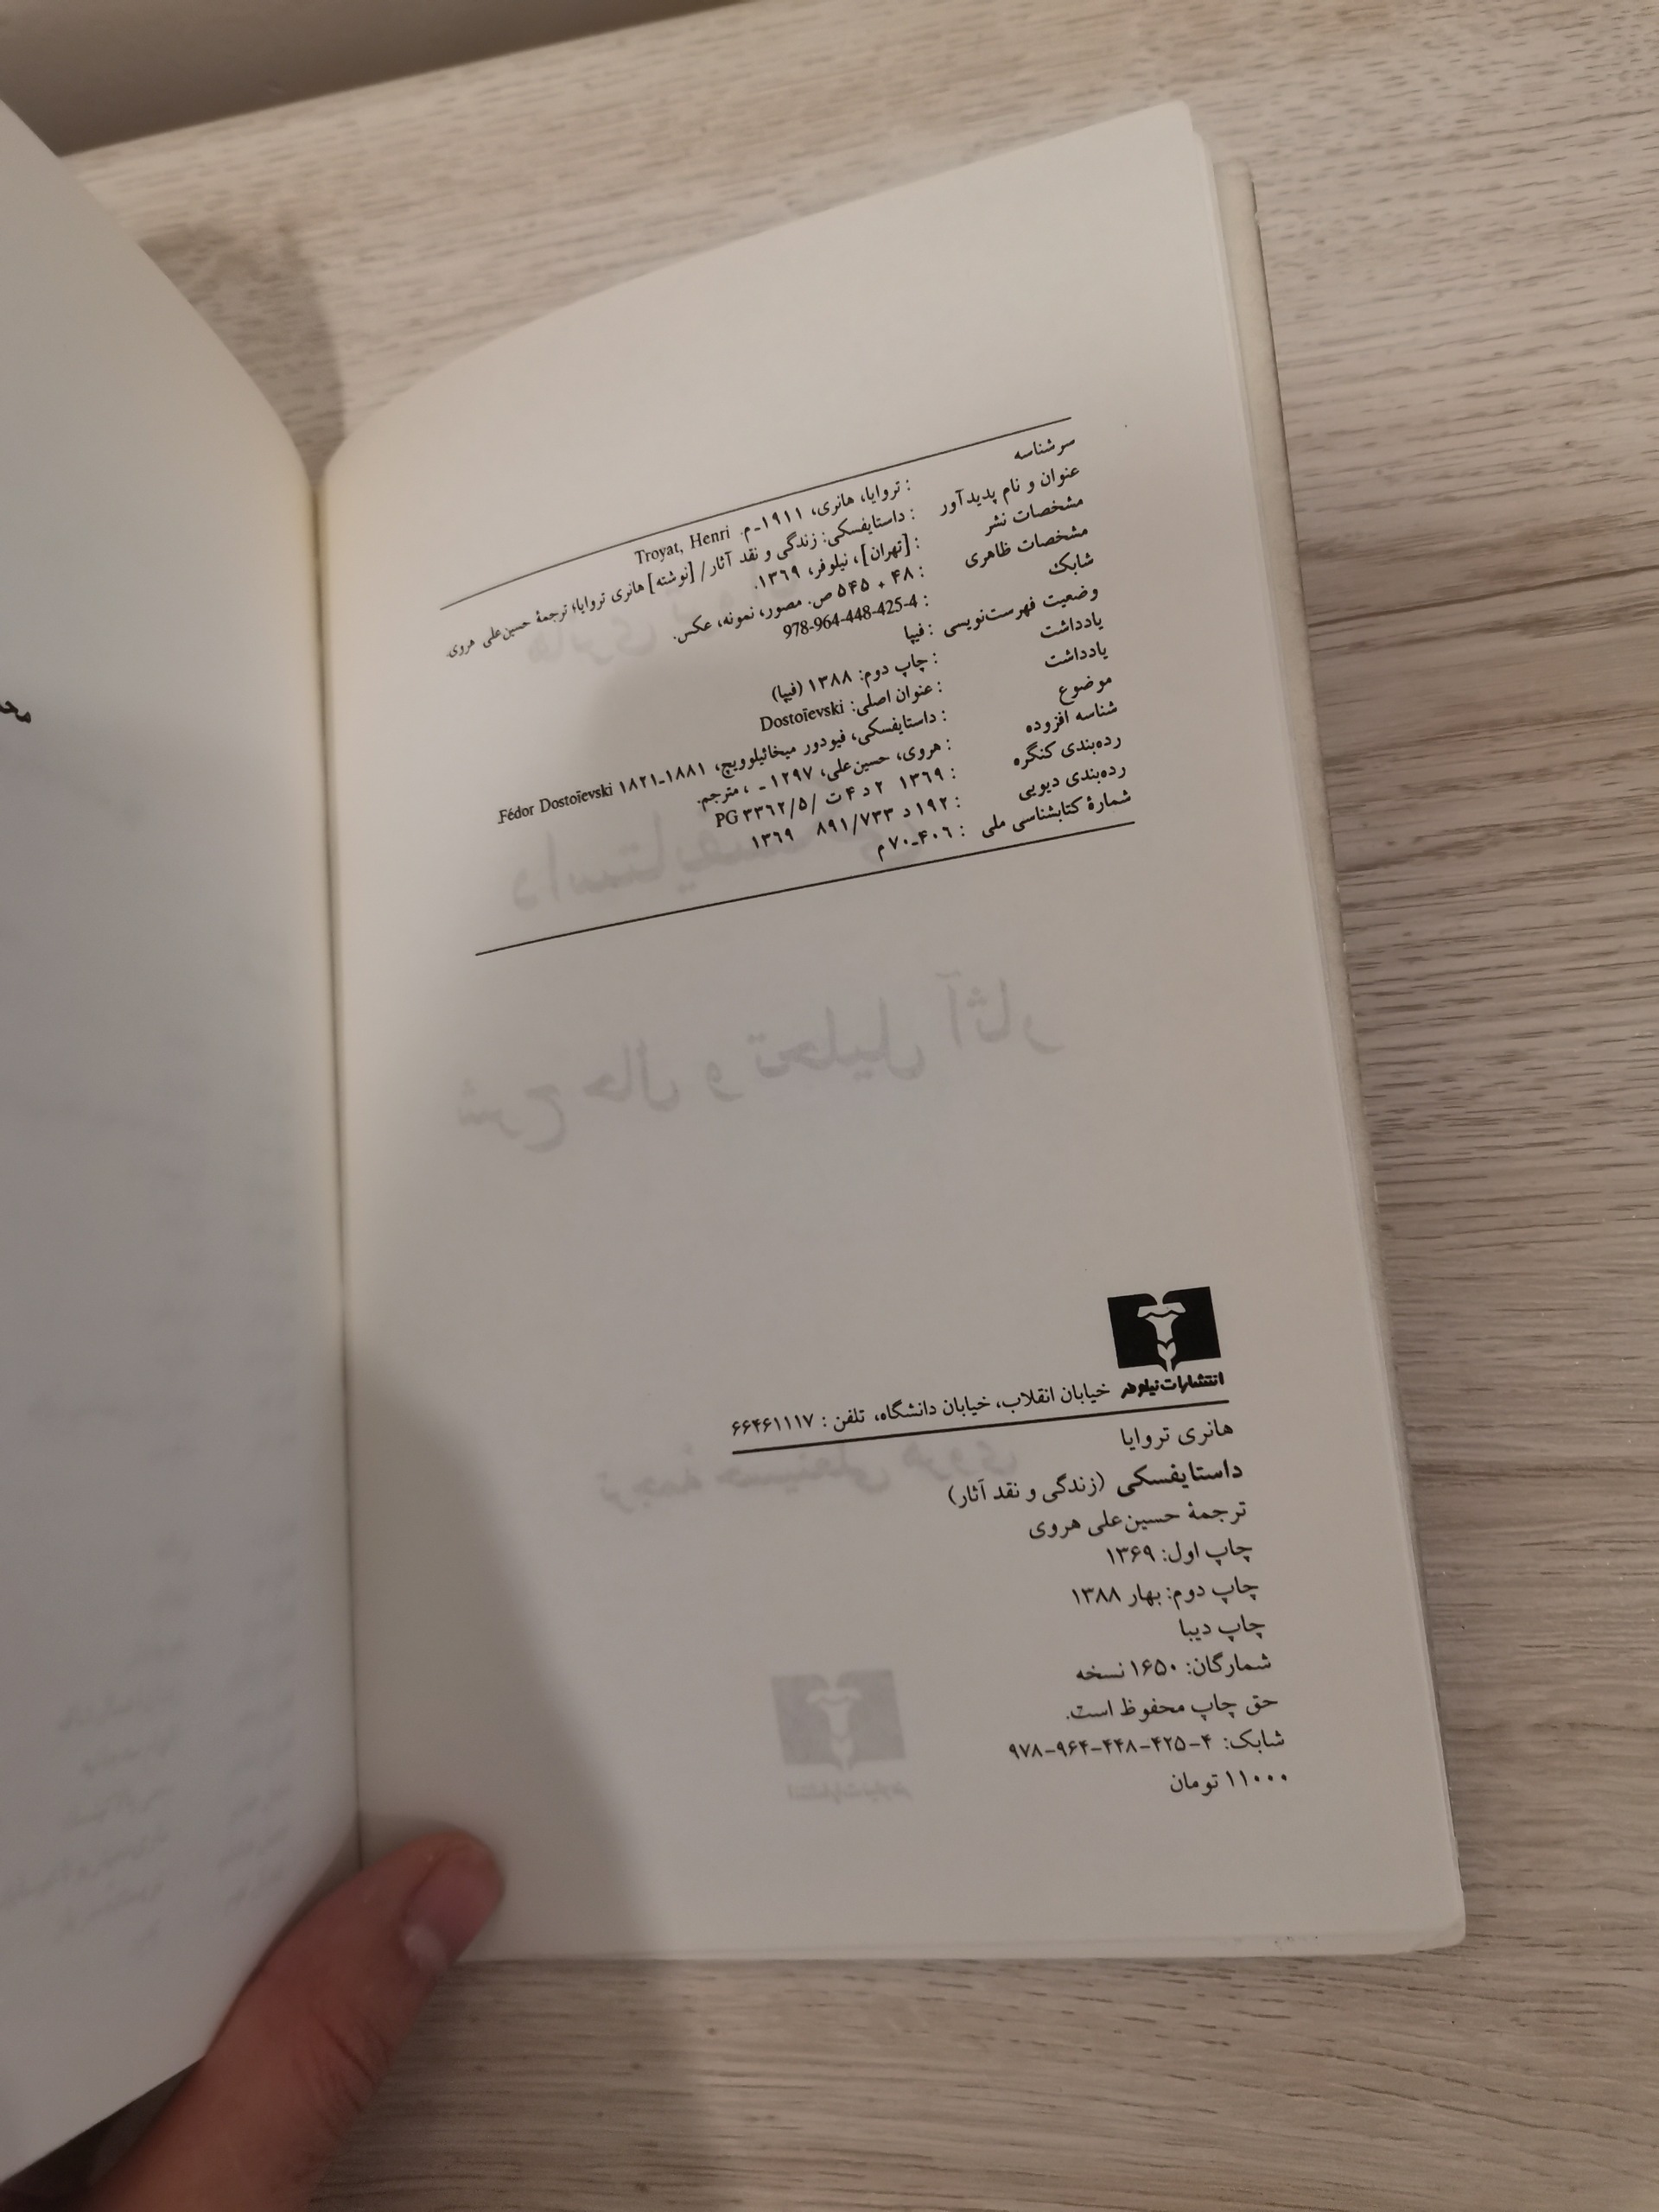 سرشناسه : تروایا، هانری، ۱۹۱۱ـ م. Troyat, Henri
عنوان و نام پدیدآور : داستایفسکی: زندگی و نقد آثار/ [نوشته] هانری تروایا؛ ترجمهٔ حسین‌علی هروی.
مشخصات نشر : [تهران]، نیلوفر، ۱۳۶۹.
مشخصات ظاهری : ۴۸ + ۵۴۵ ص. مصور، نمونه، عکس.
شابک : 978-964-448-425-4
وضعیت فهرست‌نویسی : فیپا
یادداشت : چاپ دوم: ۱۳۸۸ (فیپا)
یادداشت : عنوان اصلی: Dostoïevski
موضوع : داستایفسکی، فیودور میخائیلوویچ، ۱۸۸۱ـ۱۸۲۱ Fédor Dostoïevski.
شناسه افزوده : هروی، حسین‌علی، ۱۲۹۷ ـ ، مترجم.
رده‌بندی کنگره : ۱۳۶۹ ۲ د ۴ ت /۵/ PG ۳۳۶۲
رده‌بندی دیویی : ۱۹۲ د ۸۹۱/۷۳۳ ۱۳۶۹
شمارهٔ کتابشناسی ملی : ۴۰۶ـ۷۰ م
انتشارات نیلوفر خیابان انقلاب، خیابان دانشگاه، تلفن : ۶۶۴۶۱۱۱۷
هانری تروایا
داستایفسکی (زندگی و نقد آثار)
ترجمهٔ حسین‌علی هروی
چاپ اول: ۱۳۶۹
چاپ دوم: بهار ۱۳۸۸
چاپ دیبا
شمارگان: ۱۶۵۰ نسخه
حق چاپ محفوظ است.
شابک: ۴-۴۲۵-۴۴۸-۹۶۴-۹۷۸
۱۱۰۰۰ تومان